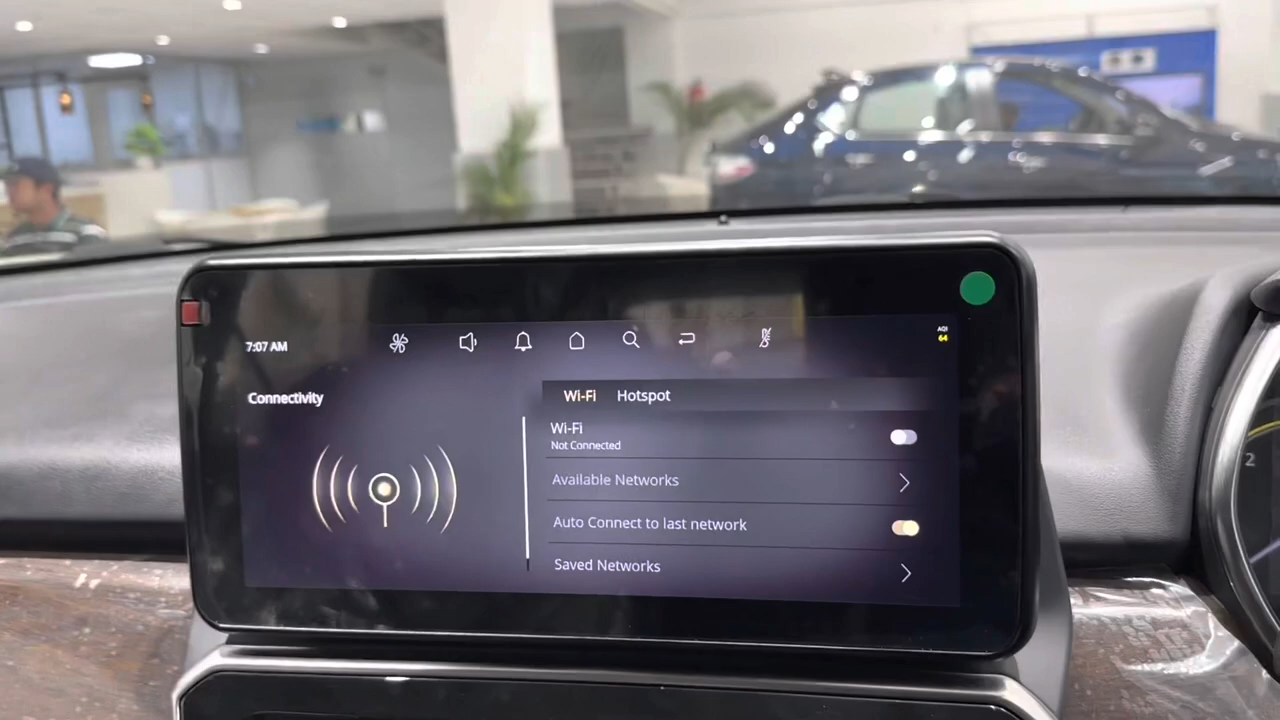 7:07 AM
AQI
64
Connectivity
Wi-Fi Hotspot
Wi-Fi
Not Connected
Available Networks
Auto Connect to last network
Saved Networks
2